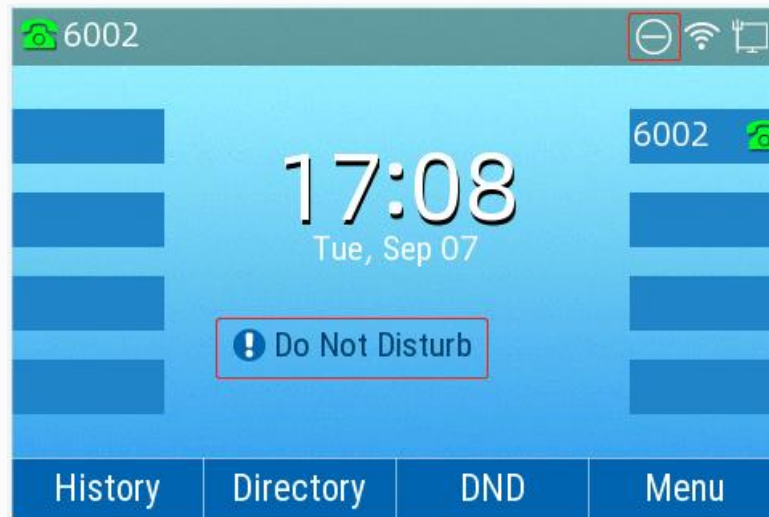 6002
6002
17:08
Tue, Sep 07
Do Not Disturb
History Directory DND Menu